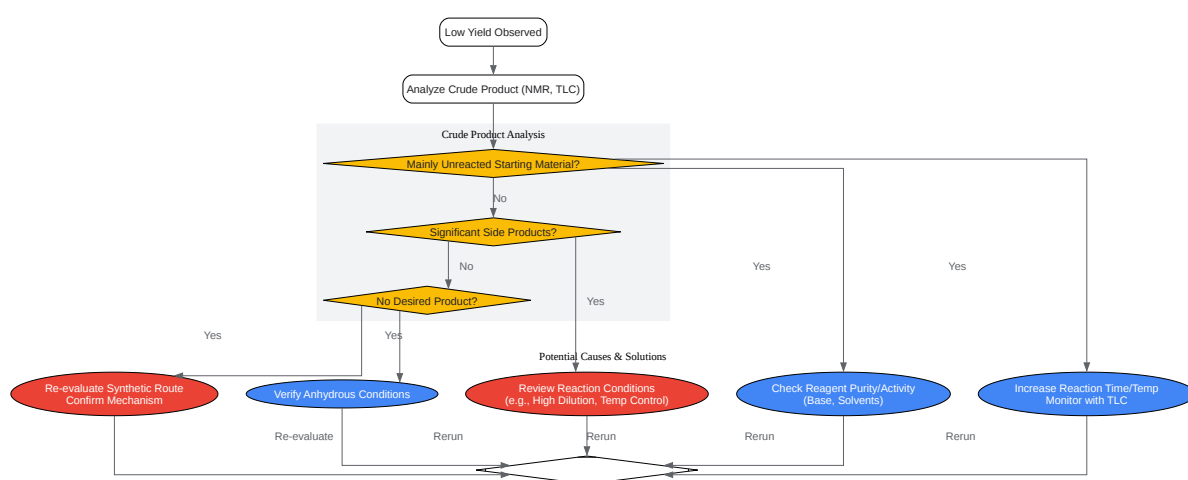 Low Yield Observed
Analyze Crude Product (NMR, TLC)
Crude Product Analysis
Mainly Unreacted Starting Material?
No
Significant Side Products?
No
Yes
Yes
Yes
No Desired Product?
Yes
Yes
Potential Causes & Solutions
Re-evaluate Synthetic Route
Confirm Mechanism
Verify Anhydrous Conditions
Review Reaction Conditions
(e.g., High Dilution, Temp Control)
Check Reagent Purity/Activity
(Base, Solvents)
Increase Reaction Time/Temp
Monitor with TLC
Re-evaluate
Rerun
Rerun
Rerun
Rerun